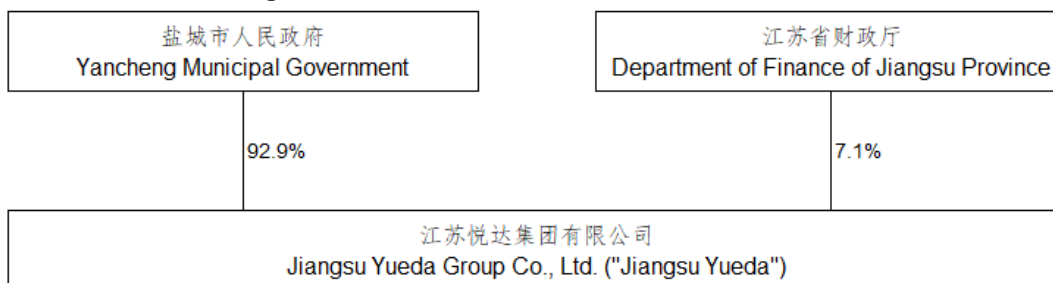 盐城市人民政府
Yancheng Municipal Government
江苏省财政厅
Department of Finance of Jiangsu Province
92.9%
7.1%
江苏悦达集团有限公司
Jiangsu Yueda Group Co., Ltd. ("Jiangsu Yueda")